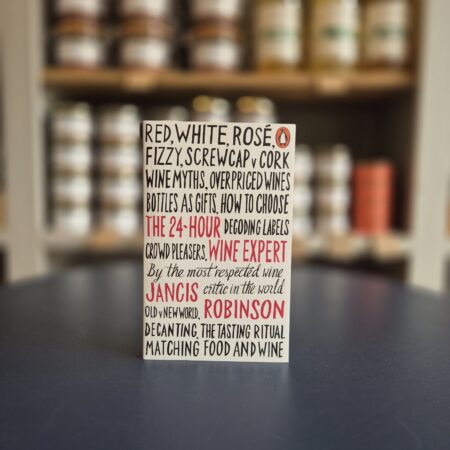 RED, WHITE, ROSÉ,
FIZZY, SCREWCAP v CORK
WINE MYTHS, OVERPRICED WINES
BOTTLES AS GIFTS, HOW TO CHOOSE
THE 24-HOUR DECODING LABELS
CROWD PLEASERS, WINE EXPERT
By the most respected wine
JANCIS critic in the world
OLD v NEW WORLD, ROBINSON
DECANTING, THE TASTING RITUAL
MATCHING FOOD AND WINE